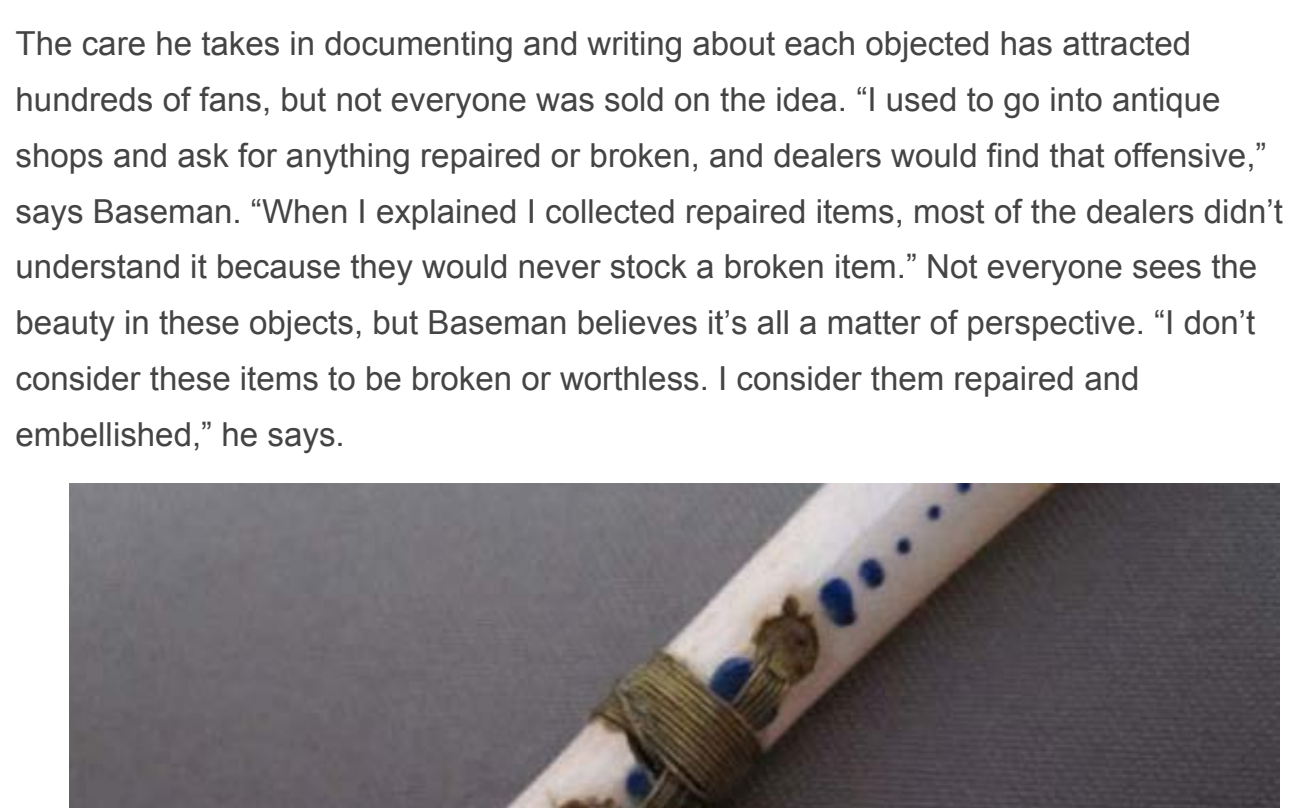 The care he takes in documenting and writing about each objected has attracted
hundreds of fans, but not everyone was sold on the idea. “I used to go into antique
shops and ask for anything repaired or broken, and dealers would find that offensive,”
says Baseman. “When I explained I collected repaired items, most of the dealers didn’t
understand it because they would never stock a broken item.” Not everyone sees the
beauty in these objects, but Baseman believes it’s all a matter of perspective. “I don’t
consider these items to be broken or worthless. I consider them repaired and
embellished,” he says.